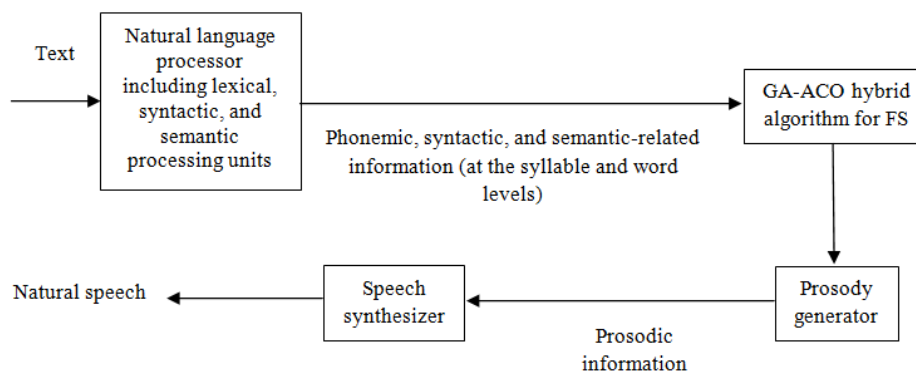 Text
Natural language
processor
including lexical,
syntactic, and
semantic
processing units
Phonemic, syntactic, and semantic-related
information (at the syllable and word
levels)
GA-ACO hybrid
algorithm for FS
Prosody
generator
Prosodic
information
Speech
synthesizer
Natural speech